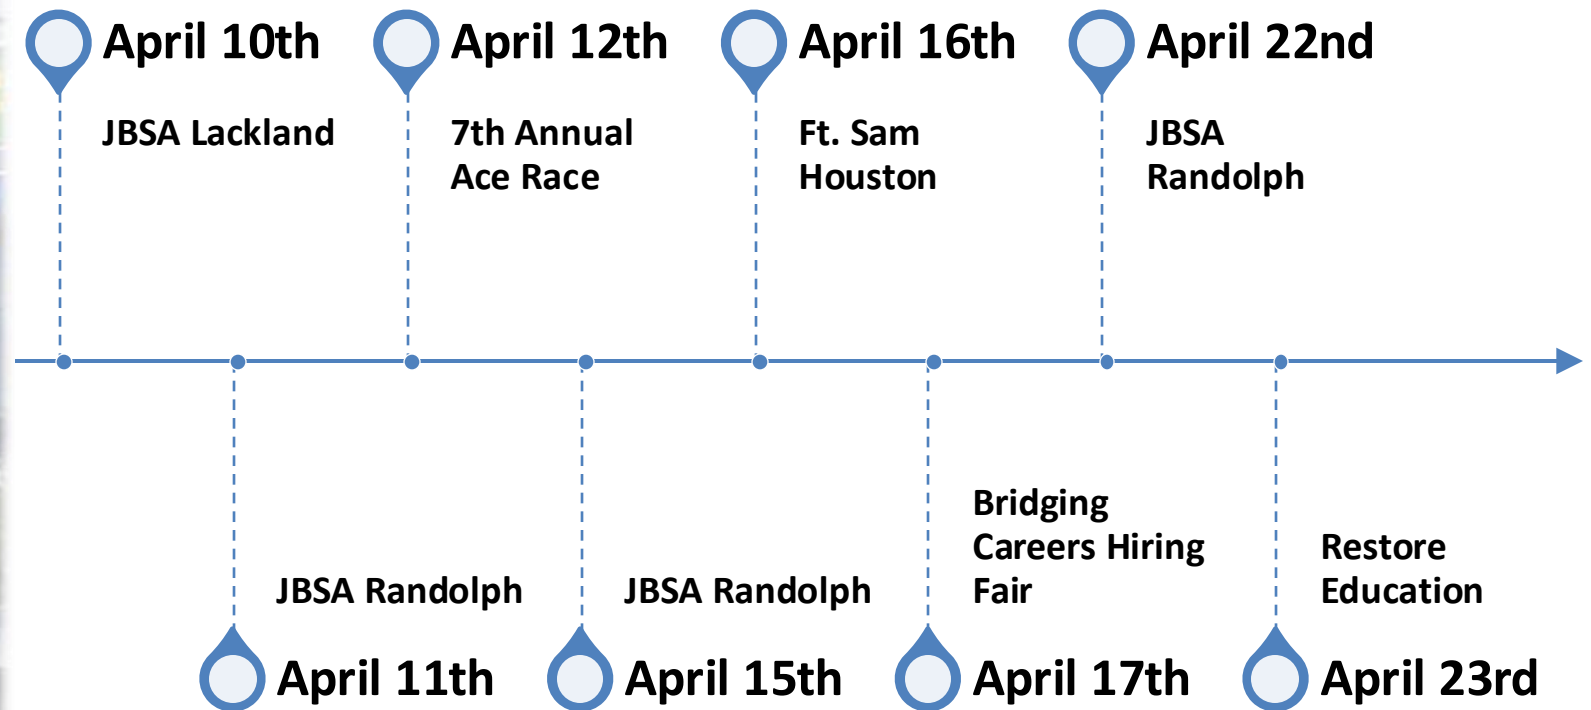 April 10th
JBSA Lackland
April 12th
7th Annual
Ace Race
April 16th
Ft. Sam
Houston
April 22nd
JBSA
Randolph
JBSA Randolph
April 11th
JBSA Randolph
April 15th
Bridging
Careers Hiring
Fair
April 17th
Restore
Education
April 23rd